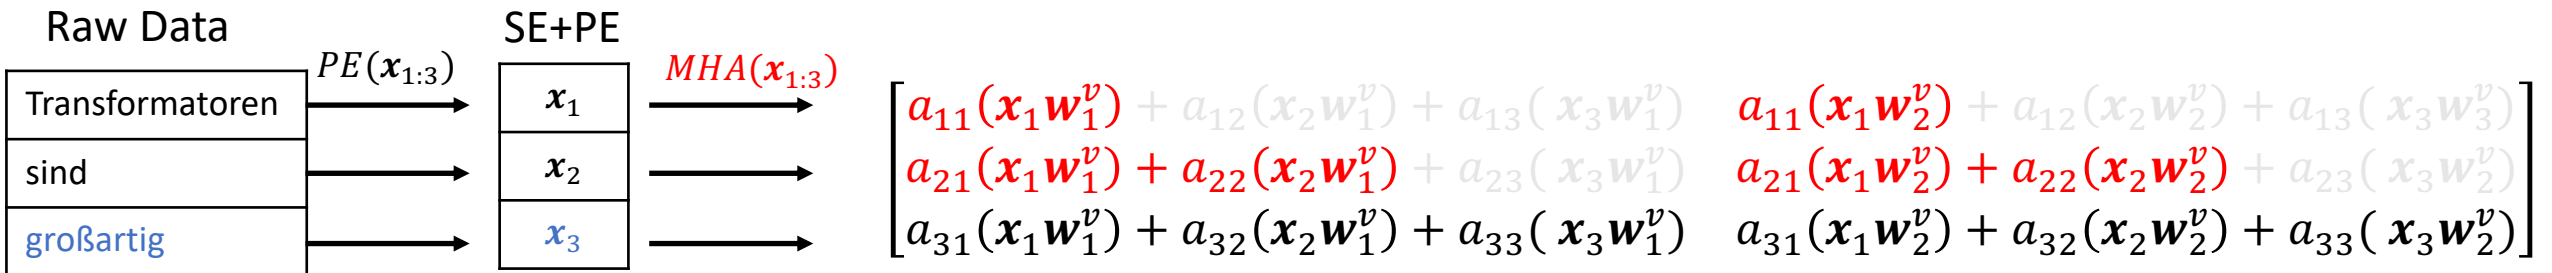 Raw Data SE+PE
PE(x₁:₃) MHA(x₁:₃)
Transformatoren x₁ a₁₁(x₁w₁ᵛ) + a₁₂(x₂w₁ᵛ) + a₁₃( x₃w₁ᵛ) a₁₁(x₁w₂ᵛ) + a₁₂(x₂w₂ᵛ) + a₁₃( x₃w₃ᵛ)
sind x₂ a₂₁(x₁w₁ᵛ) + a₂₂(x₂w₁ᵛ) + a₂₃( x₃w₁ᵛ) a₂₁(x₁w₂ᵛ) + a₂₂(x₂w₂ᵛ) + a₂₃( x₃w₂ᵛ)
großartig x₃ a₃₁(x₁w₁ᵛ) + a₃₂(x₂w₁ᵛ) + a₃₃( x₃w₁ᵛ) a₃₁(x₁w₂ᵛ) + a₃₂(x₂w₂ᵛ) + a₃₃( x₃w₂ᵛ)